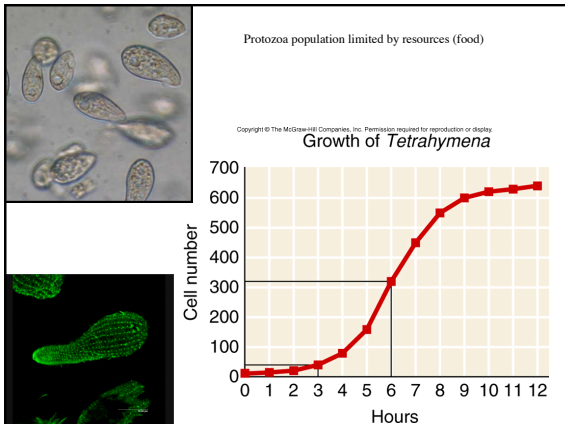 Protozoa population limited by resources (food)
Copyright © The McGraw-Hill Companies, Inc. Permission required for reproduction or display.
Growth of Tetrahymena
700
600
500
400
300
200
100
0
Cell number
0 1 2 3 4 5 6 7 8 9 10 11 12
Hours